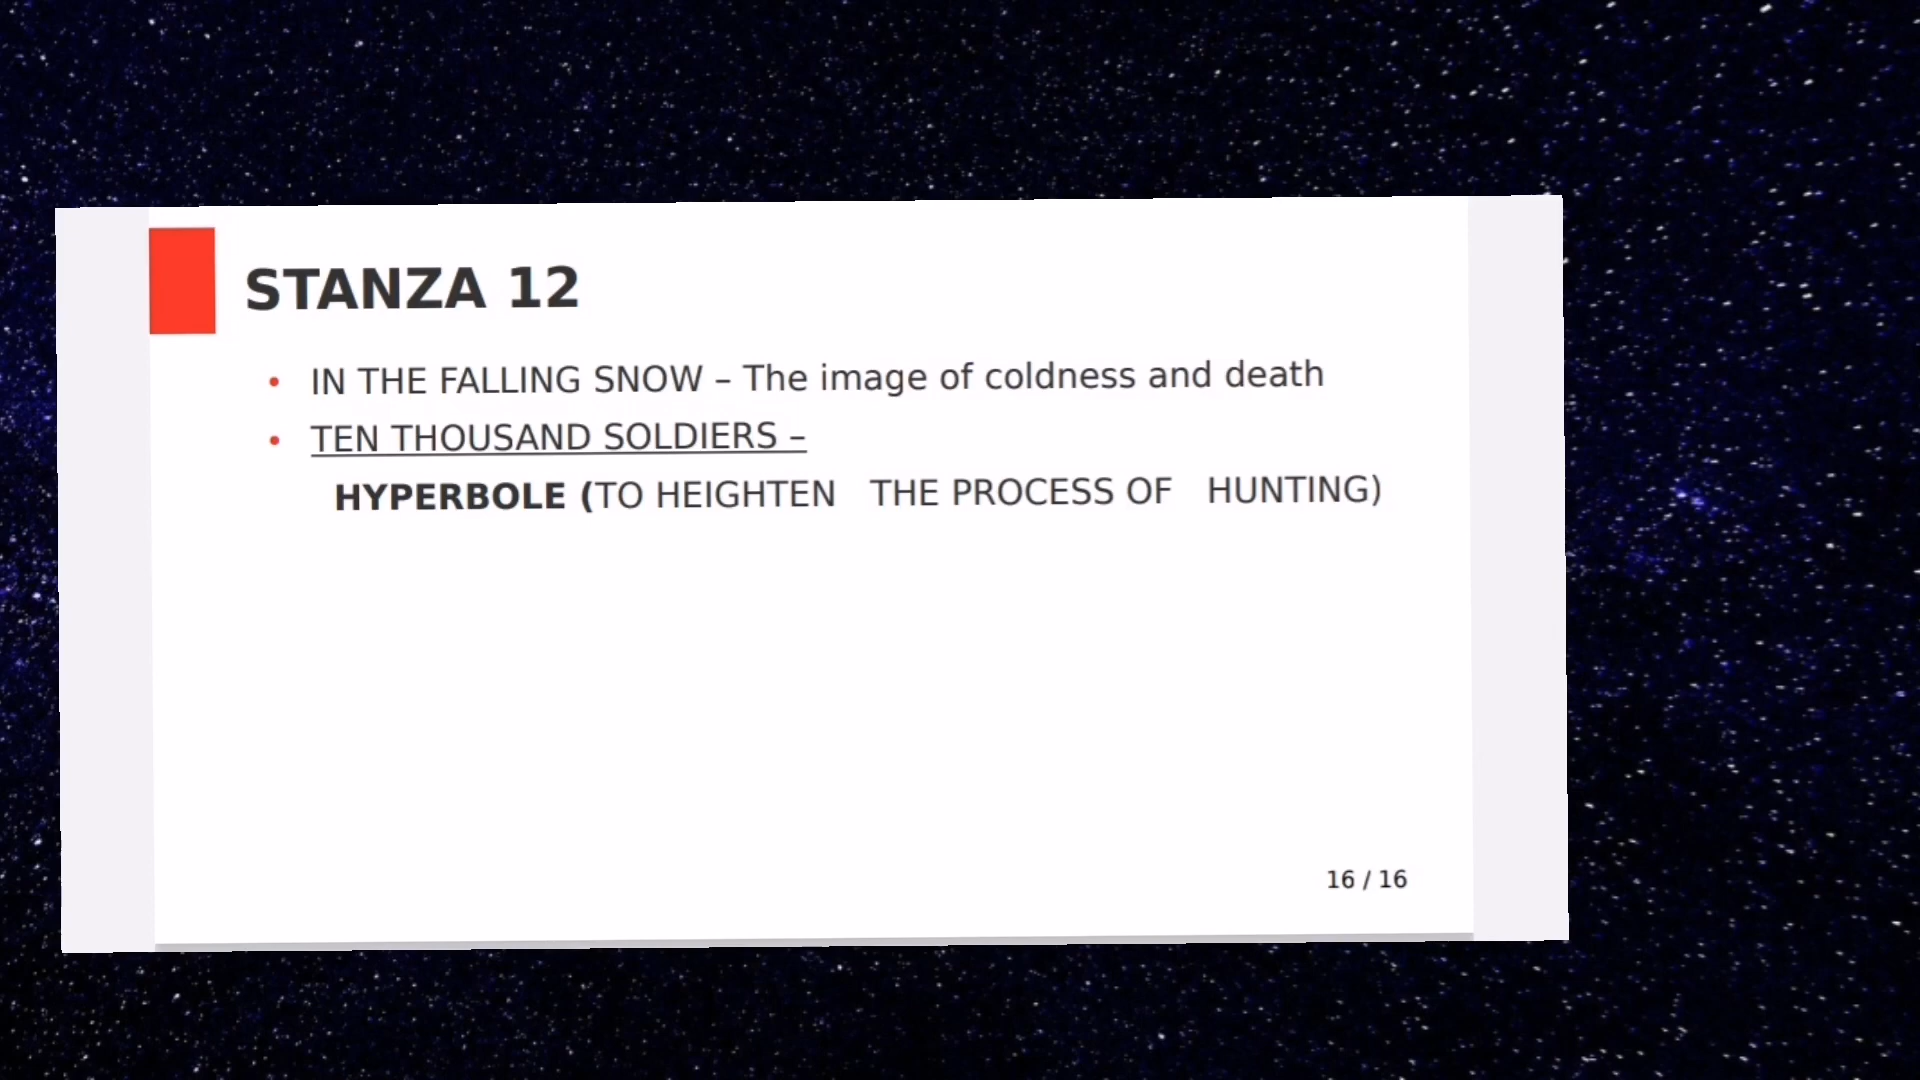 STANZA 12
• IN THE FALLING SNOW – The image of coldness and death
• TEN THOUSAND SOLDIERS –
HYPERBOLE (TO HEIGHTEN THE PROCESS OF HUNTING)
16 / 16